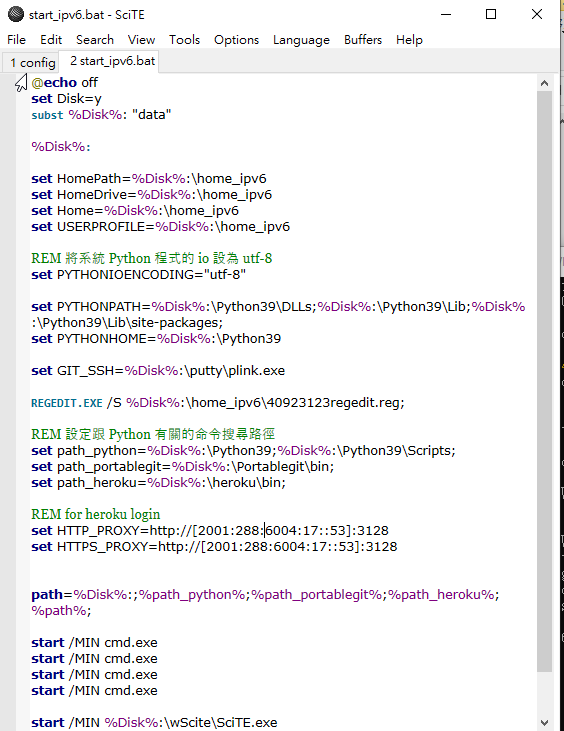 start_ipv6.bat - SciTE
File Edit Search View Tools Options Language Buffers Help
1 config 2 start_ipv6.bat
@echo off
set Disk=y
subst %Disk%: "data"
%Disk%:
set HomePath=%Disk%:\home_ipv6
set HomeDrive=%Disk%:\home_ipv6
set Home=%Disk%:\home_ipv6
set USERPROFILE=%Disk%:\home_ipv6
REM 將系統 Python 程式的 io 設為 utf-8
set PYTHONIOENCODING="utf-8"
set PYTHONPATH=%Disk%:\Python39\DLLs;%Disk%:\Python39\Lib;%Disk%
:\Python39\Lib\site-packages;
set PYTHONHOME=%Disk%:\Python39
set GIT_SSH=%Disk%:\putty\plink.exe
REGEDIT.EXE /S %Disk%:\home_ipv6\40923123regedit.reg;
REM 設定跟 Python 有關的命令搜尋路徑
set path_python=%Disk%:\Python39;%Disk%:\Python39\Scripts;
set path_portablegit=%Disk%:\Portablegit\bin;
set path_heroku=%Disk%:\heroku\bin;
REM for heroku login
set HTTP_PROXY=http://[2001:288:6004:17::53]:3128
set HTTPS_PROXY=http://[2001:288:6004:17::53]:3128
path=%Disk%:;%path_python%;%path_portablegit%;%path_heroku%;
%path%;
start /MIN cmd.exe
start /MIN cmd.exe
start /MIN cmd.exe
start /MIN cmd.exe
start /MIN %Disk%:\wScite\SciTE.exe